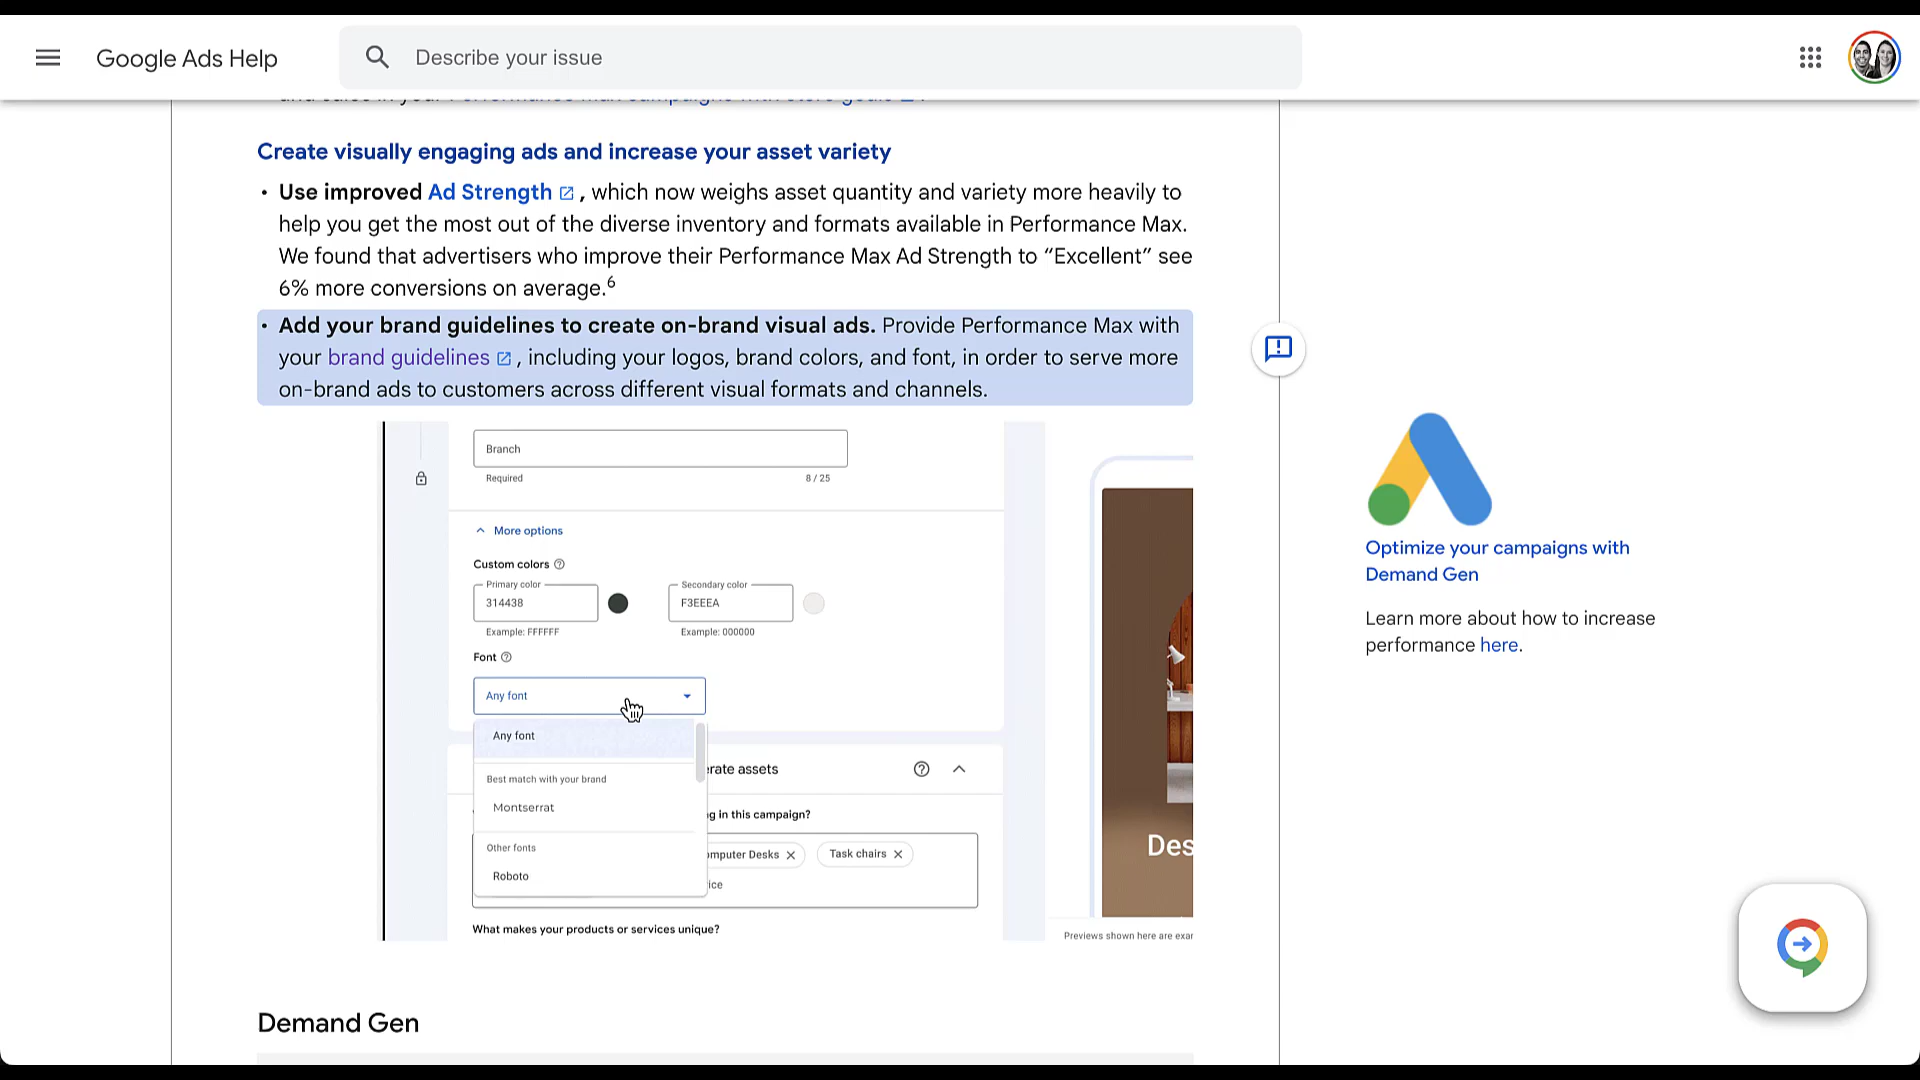 Google Ads Help
Describe your issue
Create visually engaging ads and increase your asset variety
• Use improved Ad Strength , which now weighs asset quantity and variety more heavily to
help you get the most out of the diverse inventory and formats available in Performance Max.
We found that advertisers who improve their Performance Max Ad Strength to “Excellent” see
6% more conversions on average.6
• Add your brand guidelines to create on-brand visual ads. Provide Performance Max with
your brand guidelines , including your logos, brand colors, and font, in order to serve more
on-brand ads to customers across different visual formats and channels.
Branch
Required 8 / 25
More options
Custom colors
Primary color Secondary color
314438 F3EEEA
Example: FFFFFF Example: 000000
Font
Any font
Any font
Best match with your brand
Montserrat
Other fonts
Roboto
erate assets
g in this campaign?
omputer Desks Task chairs
ice
What makes your products or services unique?
Des
Previews shown here are exar
Optimize your campaigns with
Demand Gen
Learn more about how to increase
performance here.
Demand Gen